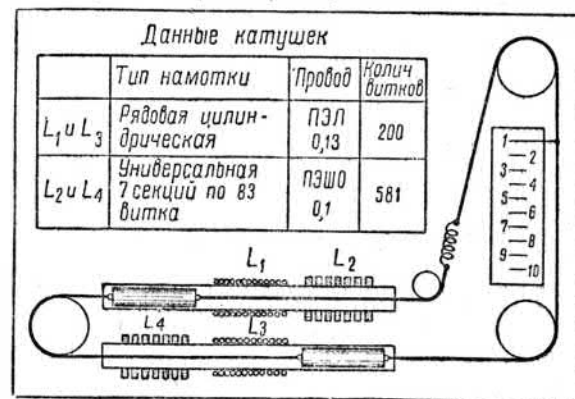 Данные катушек
Тип намотки
Провод
Колич
витков
L1 и L3
Рядовая цилин-
дрическая
ПЭЛ
0,13
200
L2 и L4
Универсальная
7 секций по 83
витка
ПЭШО
0,1
581
L1
L2
L4
L3
1
2
3
4
5
6
7
8
9
10